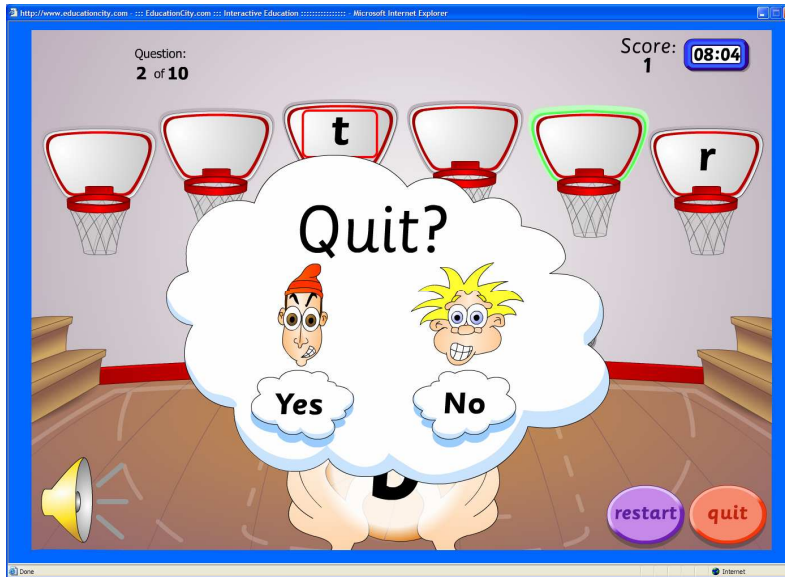 http://www.educationcity.com - ::: EducationCity.com ::: Interactive Education :::::::::::::::: - Microsoft Internet Explorer
Question:
2 of 10
Score:
1
08:04
t
r
Quit?
Yes
No
restart
quit
Done
Internet